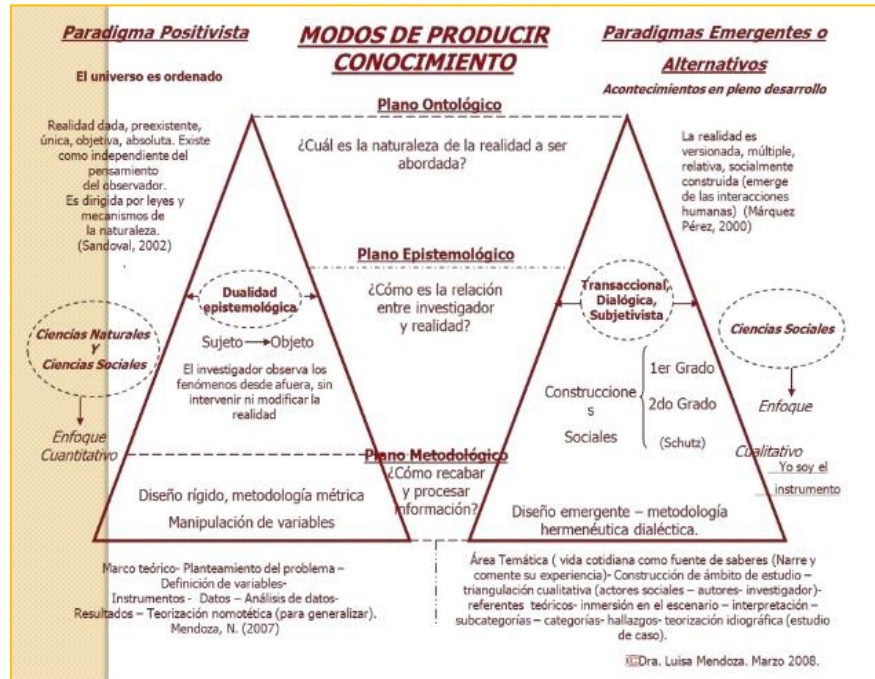 Paradigma Positivista
El universo es ordenado
MODOS DE PRODUCIR
CONOCIMIENTO
Paradigmas Emergentes o
Alternativos
Acontecimientos en pleno desarrollo
Realidad dada, preexistente,
única, objetiva, absoluta. Existe
como independiente del
pensamiento
del observador.
Es dirigida por leyes y
mecanismos de
la naturaleza.
(Sandoval, 2002)
.
Plano Ontológico
¿Cuál es la naturaleza de la realidad a ser
abordada?
La realidad es
versionada, múltiple,
relativa, socialmente
construida (emerge
de las interacciones
humanas) (Márquez
Pérez, 2000)
Plano Epistemológico
¿Cómo es la relación
entre investigador
y realidad?
Dualidad
epistemológica
Sujeto Objeto
El investigador observa los
fenómenos desde afuera, sin
intervenir ni modificar la
realidad
Ciencias Naturales
Y
Ciencias Sociales
Enfoque
Cuantitativo
Transaccional,
Dialógica,
Subjetivista
Construccione
s
Sociales
1er Grado
2do Grado
(Schutz)
Ciencias Sociales
Enfoque
Cualitativo
Yo soy el
instrumento
Plano Metodológico
¿Cómo recabar
y procesar
información?
Diseño rígido, metodología métrica
Manipulación de variables
Diseño emergente – metodología
hermenéutica dialéctica.
Marco teórico- Planteamiento del problema –
Definición de variables-
Instrumentos - Datos – Análisis de datos-
Resultados – Teorización nomotética (para generalizar).
Mendoza, N. (2007)
Área Temática ( vida cotidiana como fuente de saberes (Narre y
comente su experiencia)- Construcción de ámbito de estudio –
triangulación cualitativa (actores sociales – autores- investigador)-
referentes teóricos- inmersión en el escenario – interpretación –
subcategorías – categorías- hallazgos- teorización idiográfica (estudio
de caso).
©Dra. Luisa Mendoza. Marzo 2008.